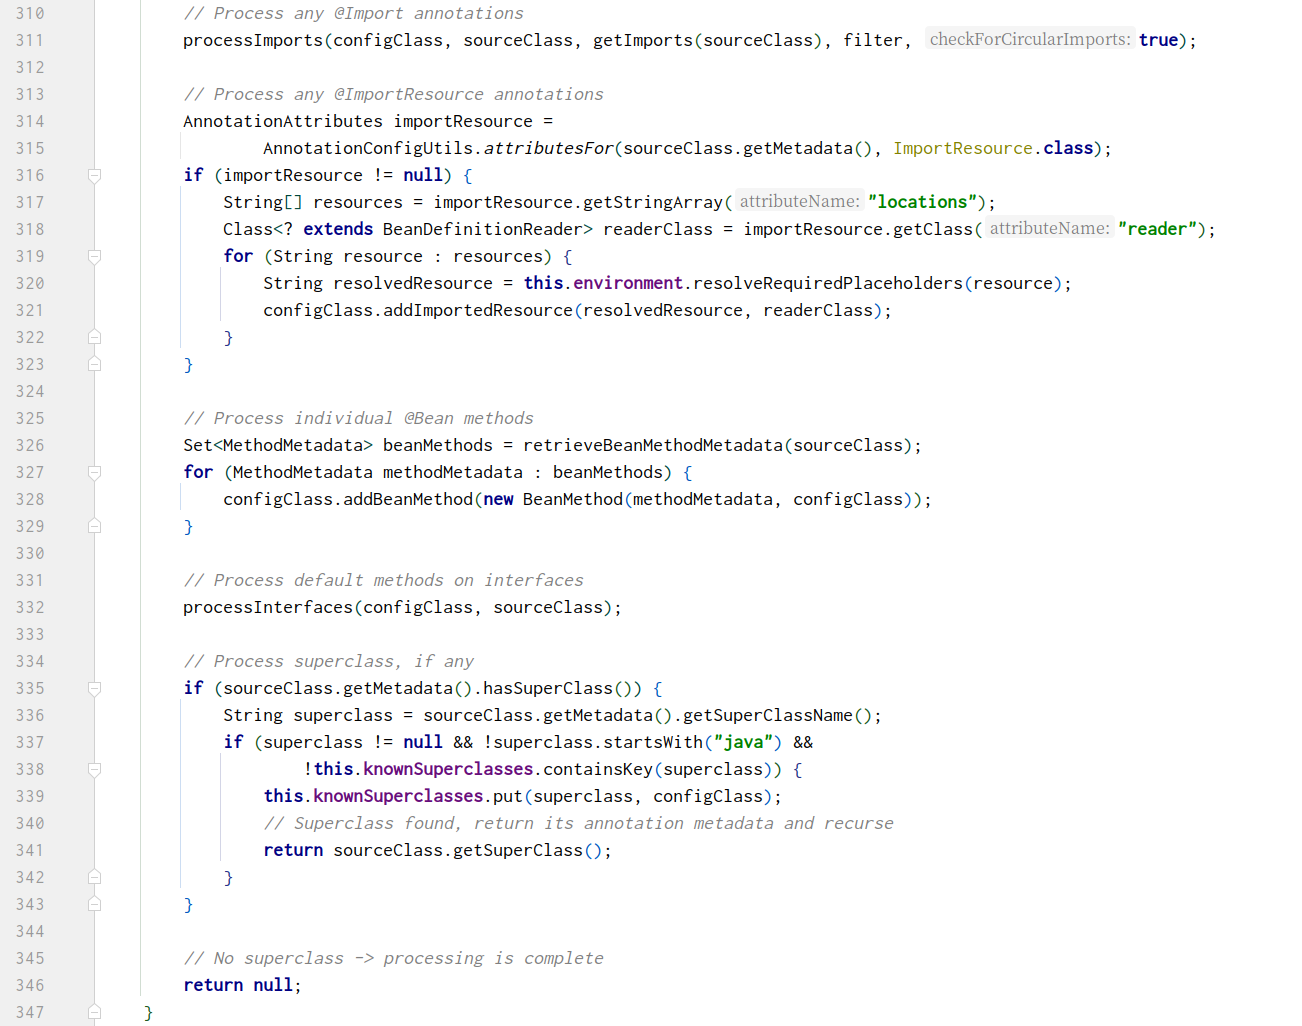 310 // Process any @Import annotations
311 processImports(configClass, sourceClass, getImports(sourceClass), filter, checkForCircularImports: true);
312
313 // Process any @ImportResource annotations
314 AnnotationAttributes importResource =
315 AnnotationConfigUtils.attributesFor(sourceClass.getMetadata(), ImportResource.class);
316 if (importResource != null) {
317 String[] resources = importResource.getStringArray( attributeName: "locations");
318 Class<? extends BeanDefinitionReader> readerClass = importResource.getClass( attributeName: "reader");
319 for (String resource : resources) {
320 String resolvedResource = this.environment.resolveRequiredPlaceholders(resource);
321 configClass.addImportedResource(resolvedResource, readerClass);
322 }
323 }
324
325 // Process individual @Bean methods
326 Set<MethodMetadata> beanMethods = retrieveBeanMethodMetadata(sourceClass);
327 for (MethodMetadata methodMetadata : beanMethods) {
328 configClass.addBeanMethod(new BeanMethod(methodMetadata, configClass));
329 }
330
331 // Process default methods on interfaces
332 processInterfaces(configClass, sourceClass);
333
334 // Process superclass, if any
335 if (sourceClass.getMetadata().hasSuperClass()) {
336 String superclass = sourceClass.getMetadata().getSuperClassName();
337 if (superclass != null && !superclass.startsWith("java") &&
338 !this.knownSuperclasses.containsKey(superclass)) {
339 this.knownSuperclasses.put(superclass, configClass);
340 // Superclass found, return its annotation metadata and recurse
341 return sourceClass.getSuperClass();
342 }
343 }
344
345 // No superclass -> processing is complete
346 return null;
347 }